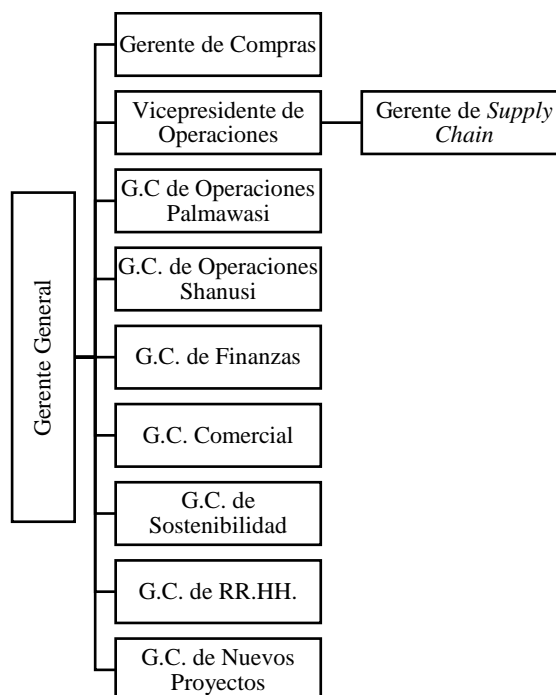 Gerente General
Gerente de Compras
Vicepresidente de
Operaciones
Gerente de Supply
Chain
G.C de Operaciones
Palmawasi
G.C. de Operaciones
Shanusi
G.C. de Finanzas
G.C. Comercial
G.C. de
Sostenibilidad
G.C. de RR.HH.
G.C. de Nuevos
Proyectos